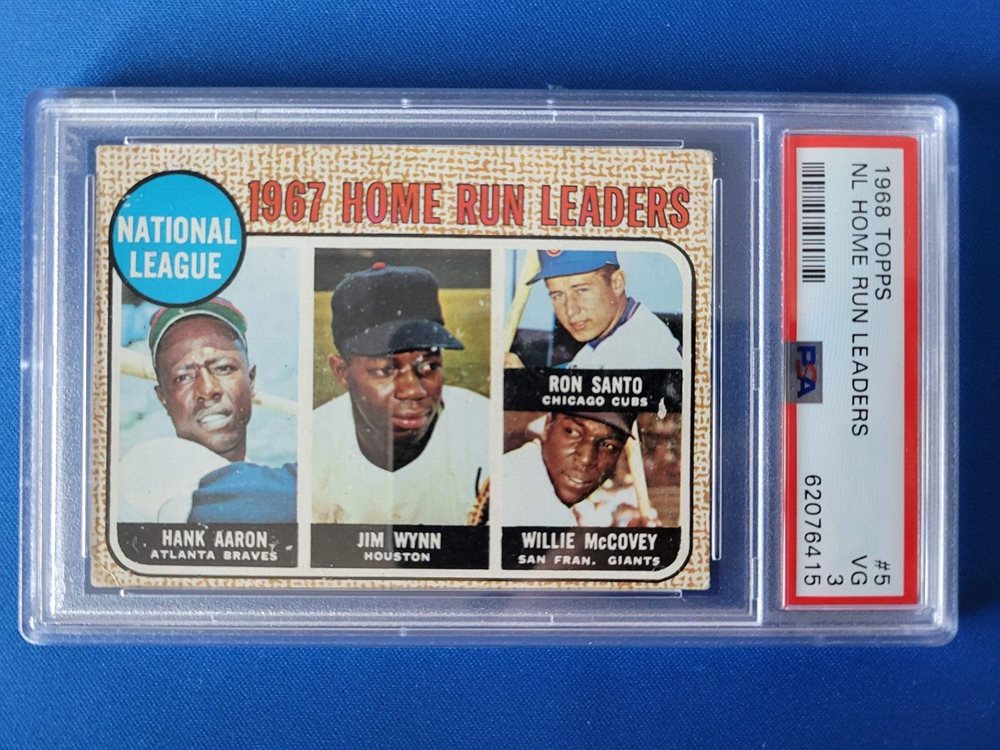 NATIONAL
LEAGUE
1967 HOME RUN LEADERS
HANK AARON
ATLANTA BRAVES
JIM WYNN
HOUSTON
RON SANTO
CHICAGO CUBS
WILLIE McCOVEY
SAN FRAN. GIANTS
1968 TOPPS
NL HOME RUN LEADERS
PSA
#5
VG
3
62076415